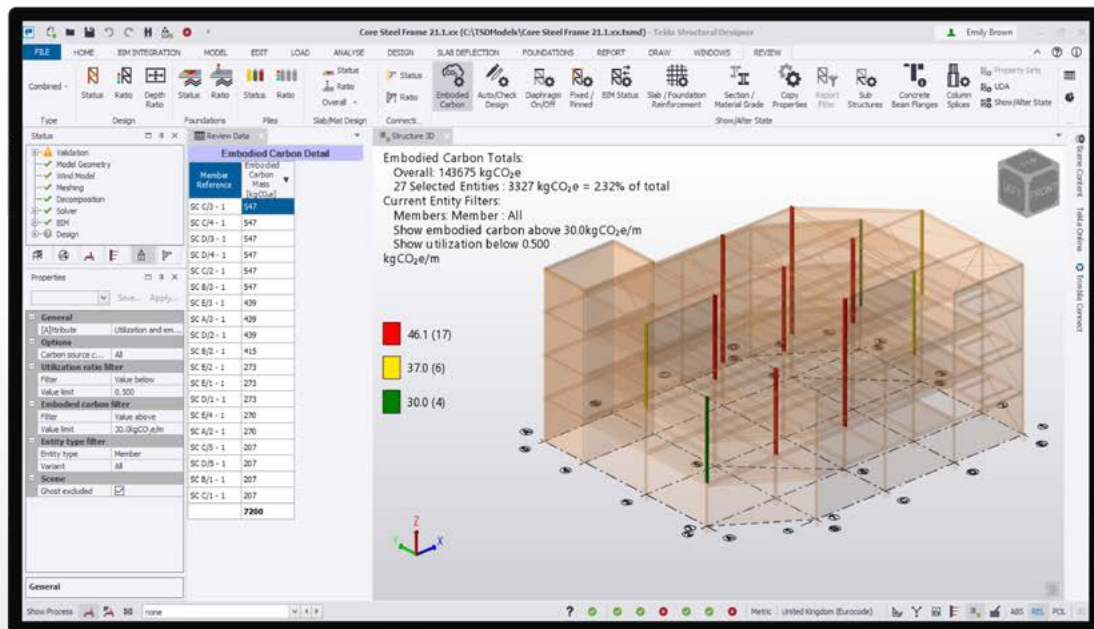 Core Steel Frame 21.1.xx (C:\TSDModels\Core Steel Frame 21.1.xx.tsmd) - Tekla Structural Designer
Emily Brown
FILE HOME BIM INTEGRATION MODEL EDIT LOAD ANALYSE DESIGN SLAB DEFLECTION FOUNDATIONS REPORT DRAW WINDOWS REVIEW
Combined
Status Ratio Depth Ratio
Status Ratio
Status Ratio
Status
Ratio
Overall
Status
Ratio
Embodied Carbon
Auto/Check Design
Diaphragm On/Off
Fixed / Pinned
BIM Status
Slab / Foundation Reinforcement
Section / Material Grade
Copy Properties
Report Filter
Sub Structures
Concrete Beam Flanges
Column Splices
Property Sets
UDA
Show/Alter State
Type Design Foundations Piles Slab/Mat Design Connecti... Show/Alter State
Status
Validation
Model Geometry
Wind Model
Meshing
Decomposition
Solver
BIM
Design
Properties
Save... Apply...
General
[A]ttribute Utilization and em...
Options
Carbon source c... All
Utilization ratio filter
Filter Value below
Value limit 0.500
Embodied carbon filter
Filter Value above
Value limit 30.0kgCO₂e/m
Entity type filter
Entity type Member
Variant All
Scene
Ghost excluded
General
Review Data
Embodied Carbon Detail
Member Reference Embodied Carbon Mass [kgCO₂e]
SC C/3 - 1 547
SC C/4 - 1 547
SC D/3 - 1 547
SC D/4 - 1 547
SC C/2 - 1 547
SC B/3 - 1 547
SC E/3 - 1 439
SC A/3 - 1 439
SC D/2 - 1 439
SC B/2 - 1 415
SC E/2 - 1 273
SC E/1 - 1 273
SC D/1 - 1 273
SC E/4 - 1 270
SC A/2 - 1 270
SC C/5 - 1 207
SC D/5 - 1 207
SC B/1 - 1 207
SC C/1 - 1 207
7200
Structure 3D
Embodied Carbon Totals:
Overall: 143675 kgCO₂e
27 Selected Entities : 3327 kgCO₂e = 2.32% of total
Current Entity Filters:
Members: Member : All
Show embodied carbon above 30.0kgCO₂e/m
Show utilization below 0.500
kgCO₂e/m
46.1 (17)
37.0 (6)
30.0 (4)
LEFT FRONT
Z
Y X
Scene Content
Tekla Online
Trimble Connect
Show Process none
Metric United Kingdom (Eurocode) ABS REL POL